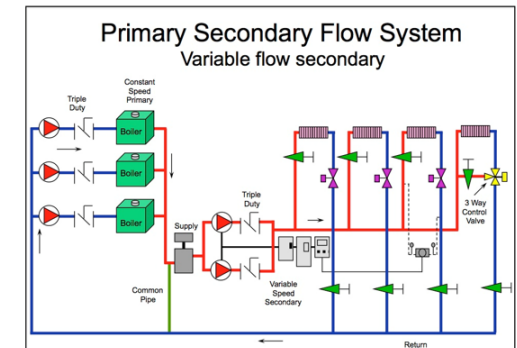 Primary Secondary Flow System
Variable flow secondary
Constant
Speed
Primary
Triple
Duty
Boiler
Boiler
Boiler
Supply
Triple
Duty
3 Way
Control
Valve
Common
Pipe
Variable
Speed
Secondary
Return